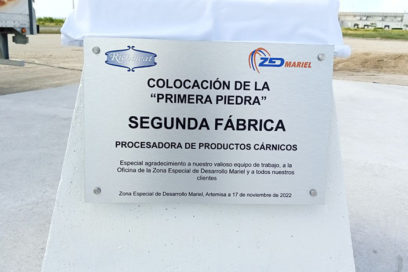 Richmeat
ZED MARIEL
COLOCACIÓN DE LA
“PRIMERA PIEDRA”
SEGUNDA FÁBRICA
PROCESADORA DE PRODUCTOS CÁRNICOS
Especial agradecimiento a nuestro valioso equipo de trabajo, a la
Oficina de la Zona Especial de Desarrollo Mariel y a todos nuestros
clientes
Zona Especial de Desarrollo Mariel, Artemisa a 17 de noviembre de 2022